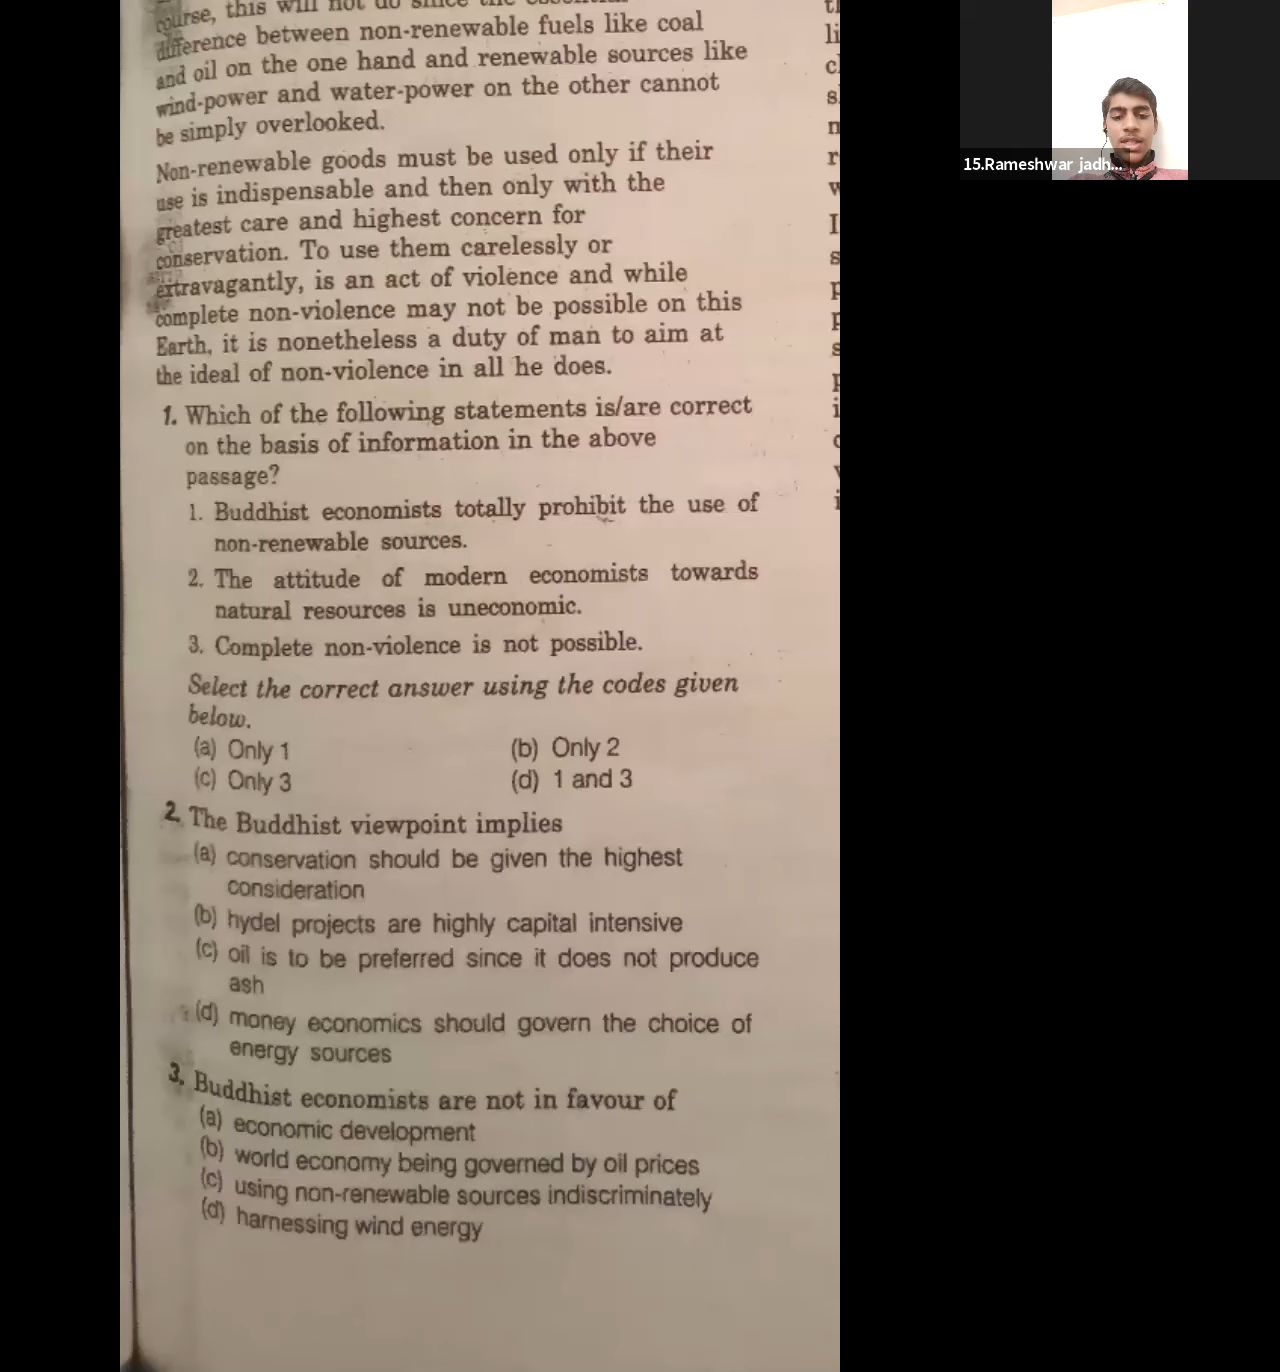 course, this will not do since the essential
difference between non-renewable fuels like coal
and oil on the one hand and renewable sources like
wind-power and water-power on the other cannot
be simply overlooked.
Non-renewable goods must be used only if their
use is indispensable and then only with the
greatest care and highest concern for
conservation. To use them carelessly or
extravagantly, is an act of violence and while
complete non-violence may not be possible on this
Earth, it is nonetheless a duty of man to aim at
the ideal of non-violence in all he does.
1. Which of the following statements is/are correct
on the basis of information in the above
passage?
1. Buddhist economists totally prohibit the use of
non-renewable sources.
2. The attitude of modern economists towards
natural resources is uneconomic.
3. Complete non-violence is not possible.
Select the correct answer using the codes given
below.
(a) Only 1 (b) Only 2
(c) Only 3 (d) 1 and 3
2. The Buddhist viewpoint implies
(a) conservation should be given the highest
consideration
(b) hydel projects are highly capital intensive
(c) oil is to be preferred since it does not produce
ash
(d) money economics should govern the choice of
energy sources
3. Buddhist economists are not in favour of
(a) economic development
(b) world economy being governed by oil prices
(c) using non-renewable sources indiscriminately
(d) harnessing wind energy
15.Rameshwar jadh...